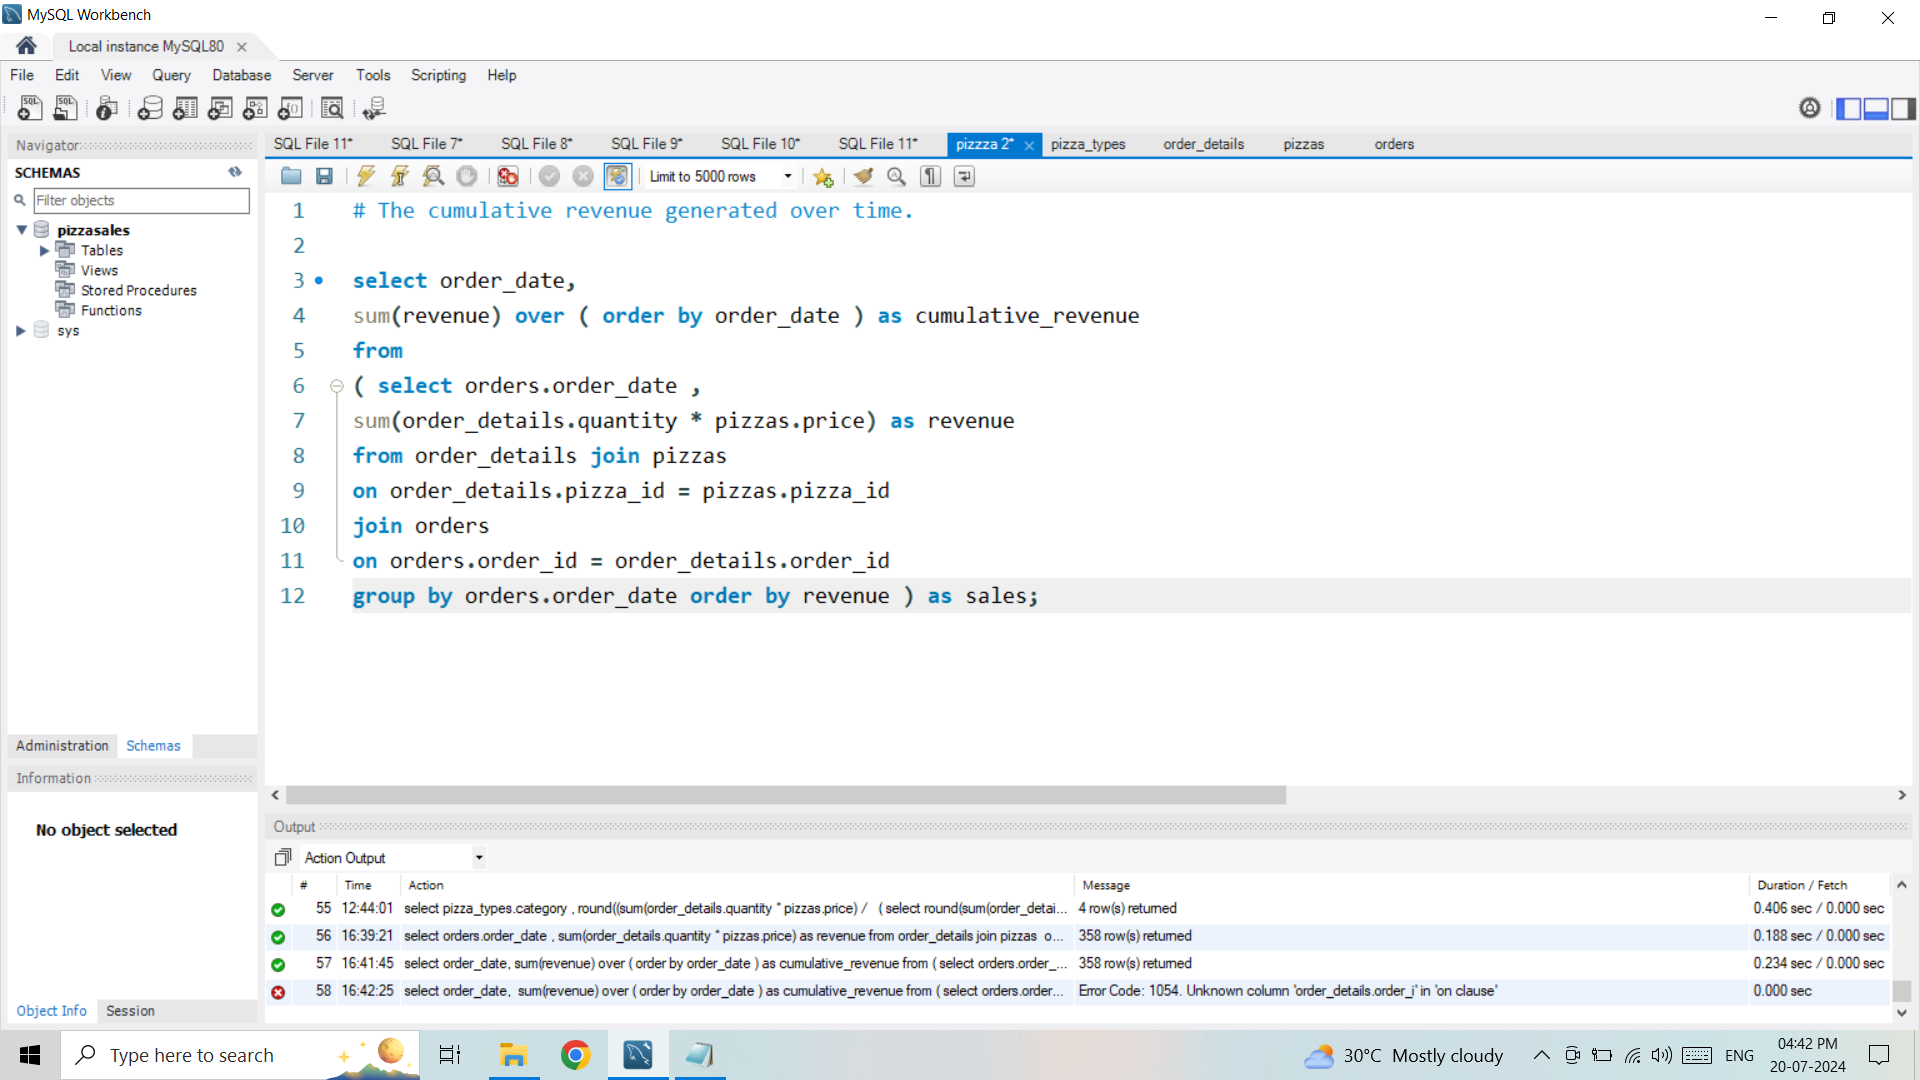 MySQL Workbench
Local instance MySQL80
File Edit View Query Database Server Tools Scripting Help
Navigator
SCHEMAS
Filter objects
pizzasales
Tables
Views
Stored Procedures
Functions
sys
Administration Schemas
Information
No object selected
Object Info Session
SQL File 11* SQL File 7* SQL File 8* SQL File 9* SQL File 10* SQL File 11* pizzza 2* pizza_types order_details pizzas orders
Limit to 5000 rows
1 # The cumulative revenue generated over time.
2
3 select order_date,
4 sum(revenue) over ( order by order_date ) as cumulative_revenue
5 from
6 ( select orders.order_date ,
7 sum(order_details.quantity * pizzas.price) as revenue
8 from order_details join pizzas
9 on order_details.pizza_id = pizzas.pizza_id
10 join orders
11 on orders.order_id = order_details.order_id
12 group by orders.order_date order by revenue ) as sales;
Output
Action Output
# Time Action Message Duration / Fetch
55 12:44:01 select pizza_types.category , round((sum(order_details.quantity * pizzas.price) / ( select round(sum(order_detai... 4 row(s) returned 0.406 sec / 0.000 sec
56 16:39:21 select orders.order_date , sum(order_details.quantity * pizzas.price) as revenue from order_details join pizzas o... 358 row(s) returned 0.188 sec / 0.000 sec
57 16:41:45 select order_date, sum(revenue) over ( order by order_date ) as cumulative_revenue from ( select orders.order_... 358 row(s) returned 0.234 sec / 0.000 sec
58 16:42:25 select order_date, sum(revenue) over ( order by order_date ) as cumulative_revenue from ( select orders.order... Error Code: 1054. Unknown column 'order_details.order_i' in 'on clause' 0.000 sec
Type here to search
30°C Mostly cloudy
ENG
04:42 PM
20-07-2024